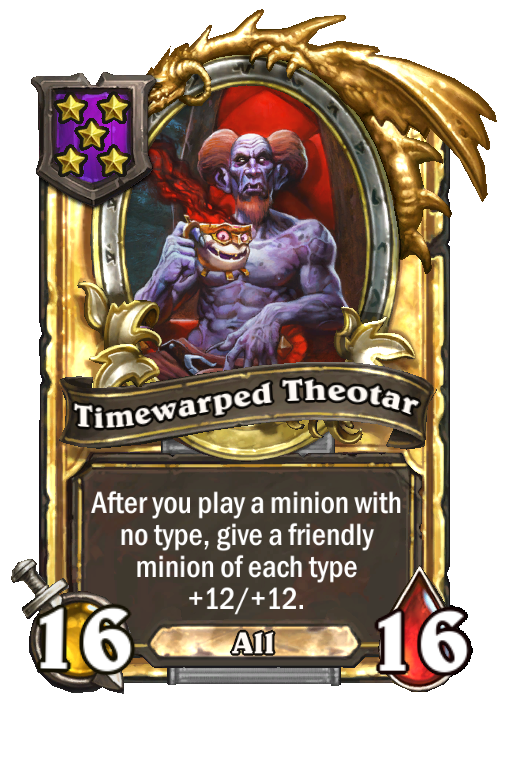 Timewarped Theotar
After you play a minion with
no type, give a friendly
minion of each type
+12/+12.
16
All
16